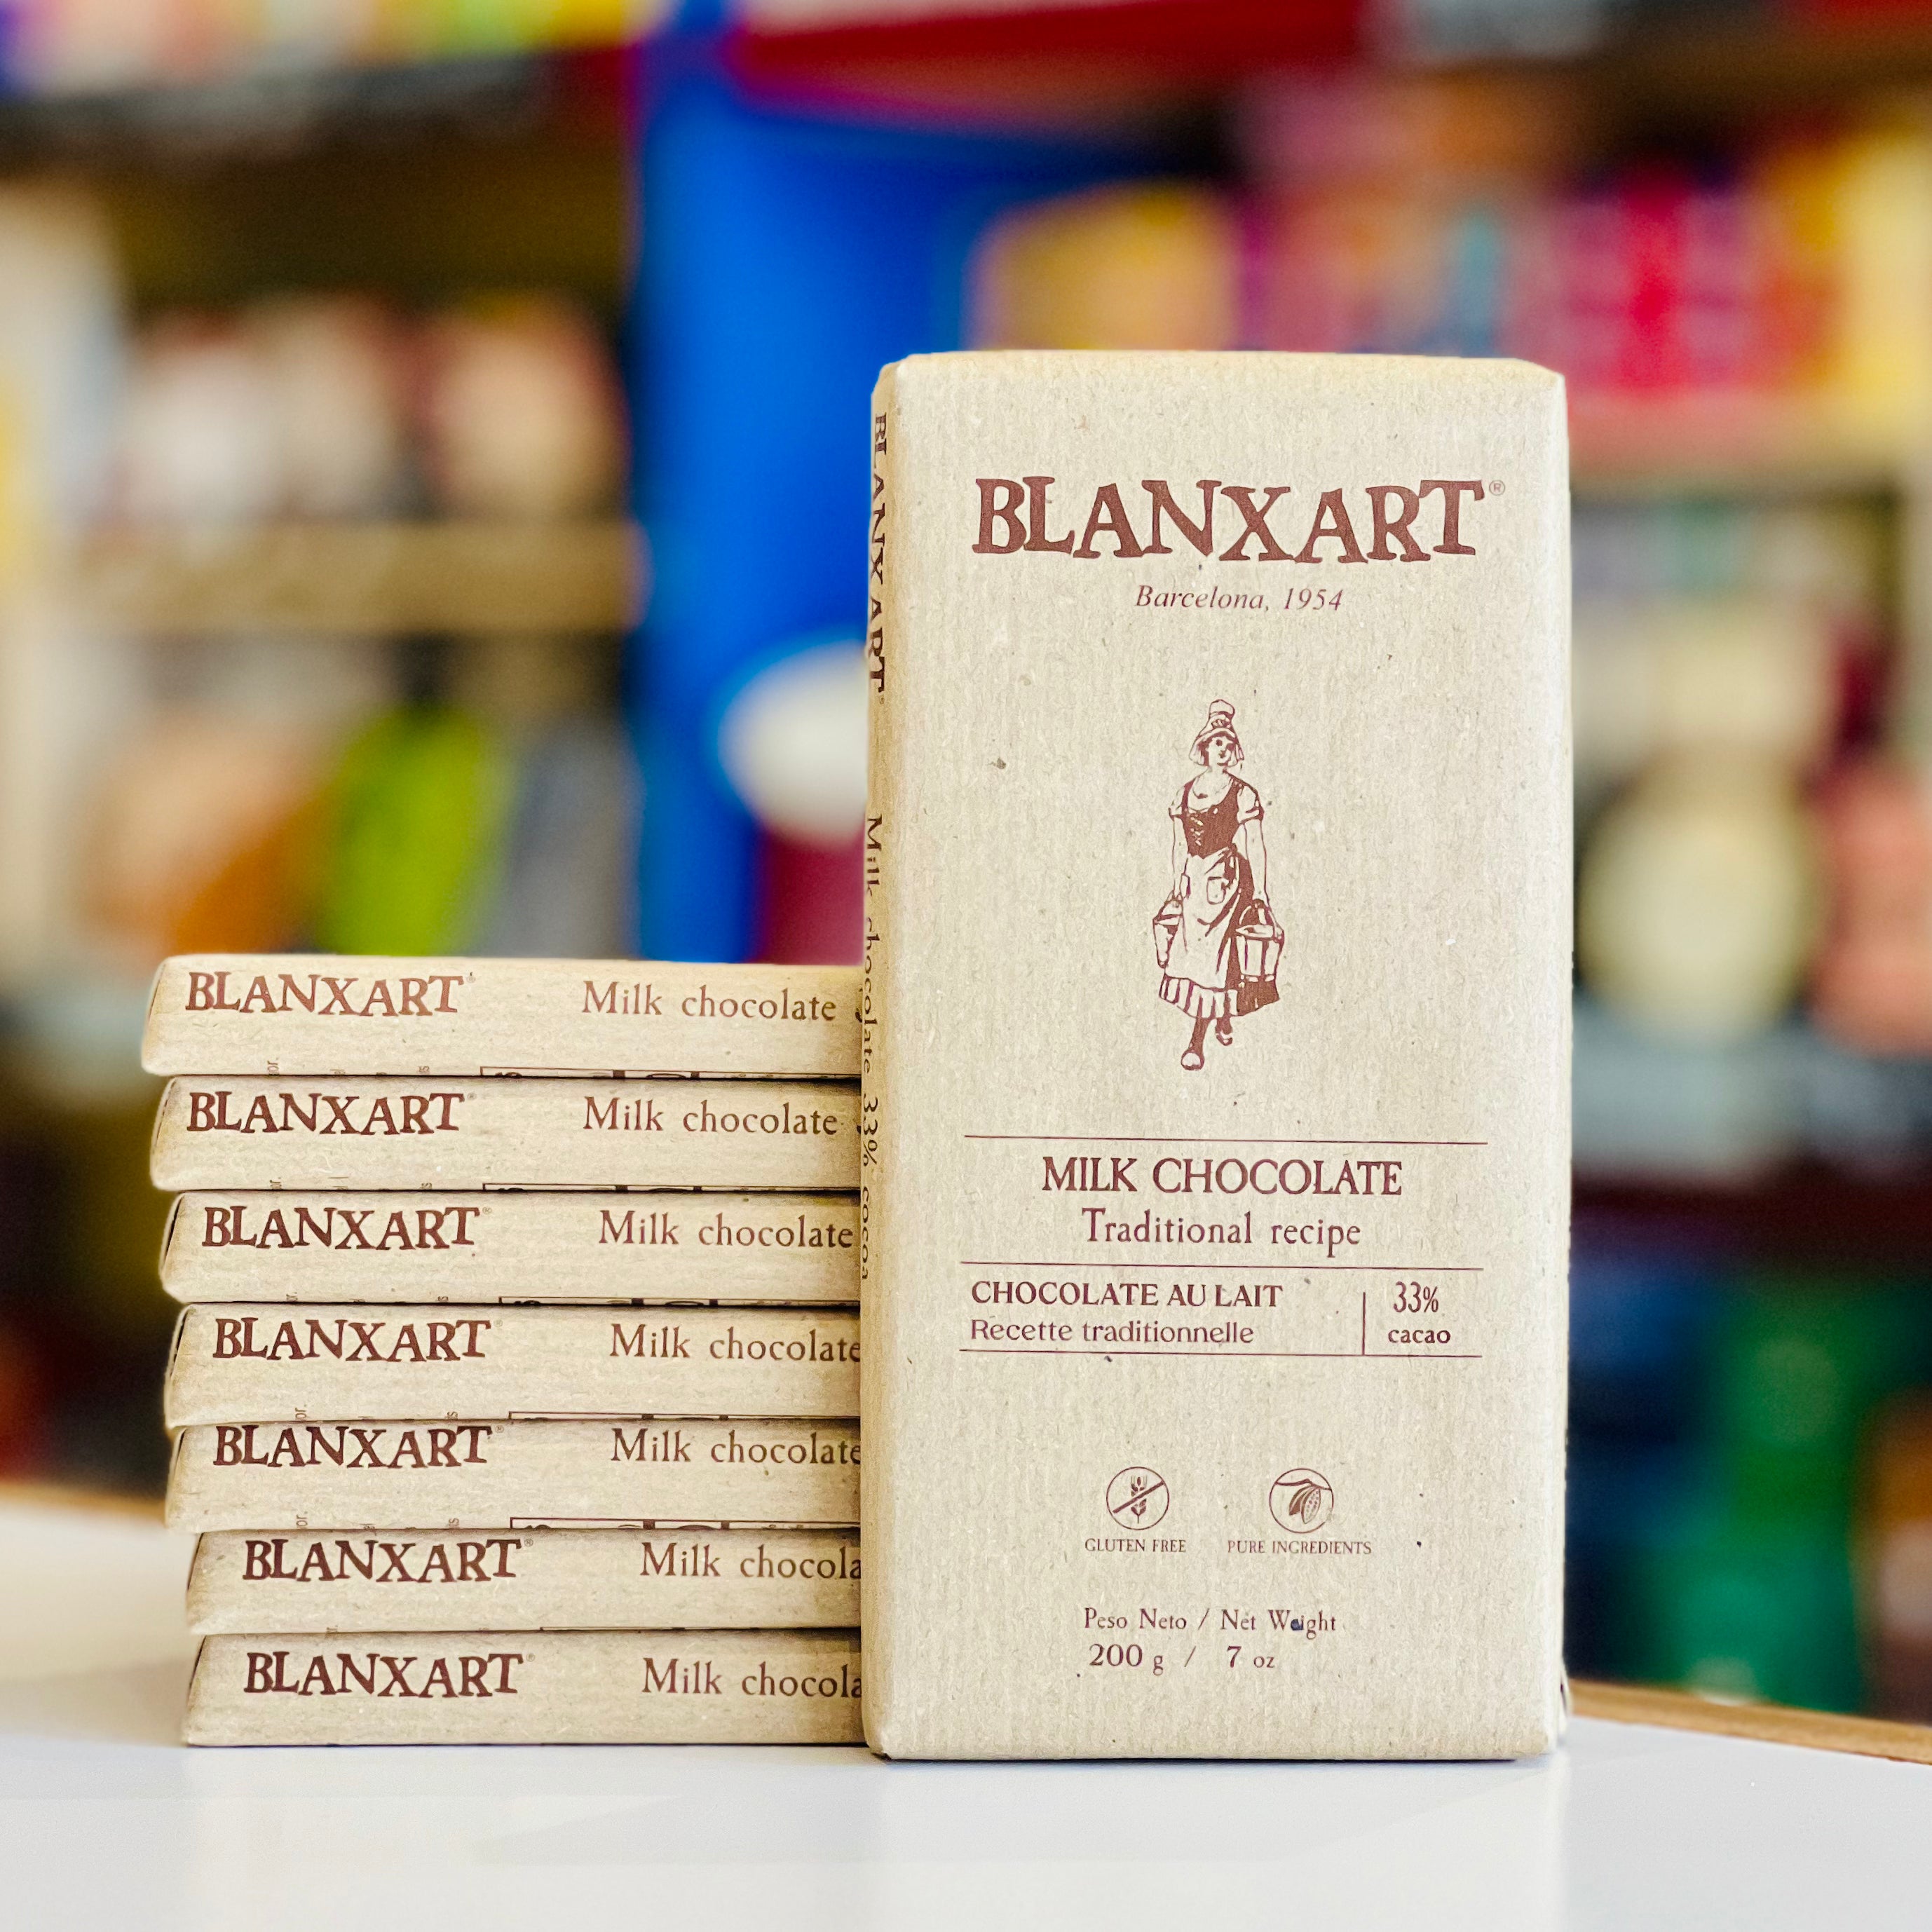 BLANXART®
Barcelona, 1954
MILK CHOCOLATE
Traditional recipe
CHOCOLATE AU LAIT
Recette traditionnelle
33%
cacao
GLUTEN FREE
PURE INGREDIENTS
Peso Neto / Net Weight
200 g / 7 oz
BLANXART® Milk chocolate 33% cocoa
BLANXART® Milk chocolate
BLANXART® Milk chocolate
BLANXART® Milk chocolate
BLANXART® Milk chocolate
BLANXART® Milk chocolate
BLANXART® Milk chocola
BLANXART® Milk chocola